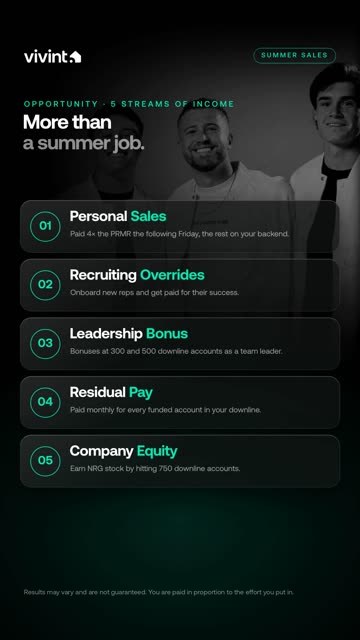 vivint
SUMMER SALES
OPPORTUNITY · 5 STREAMS OF INCOME
More than
a summer job.
01
Personal Sales
Paid 4× the PRMR the following Friday, the rest on your backend.
02
Recruiting Overrides
Onboard new reps and get paid for their success.
03
Leadership Bonus
Bonuses at 300 and 500 downline accounts as a team leader.
04
Residual Pay
Paid monthly for every funded account in your downline.
05
Company Equity
Earn NRG stock by hitting 750 downline accounts.
Results may vary and are not guaranteed. You are paid in proportion to the effort you put in.